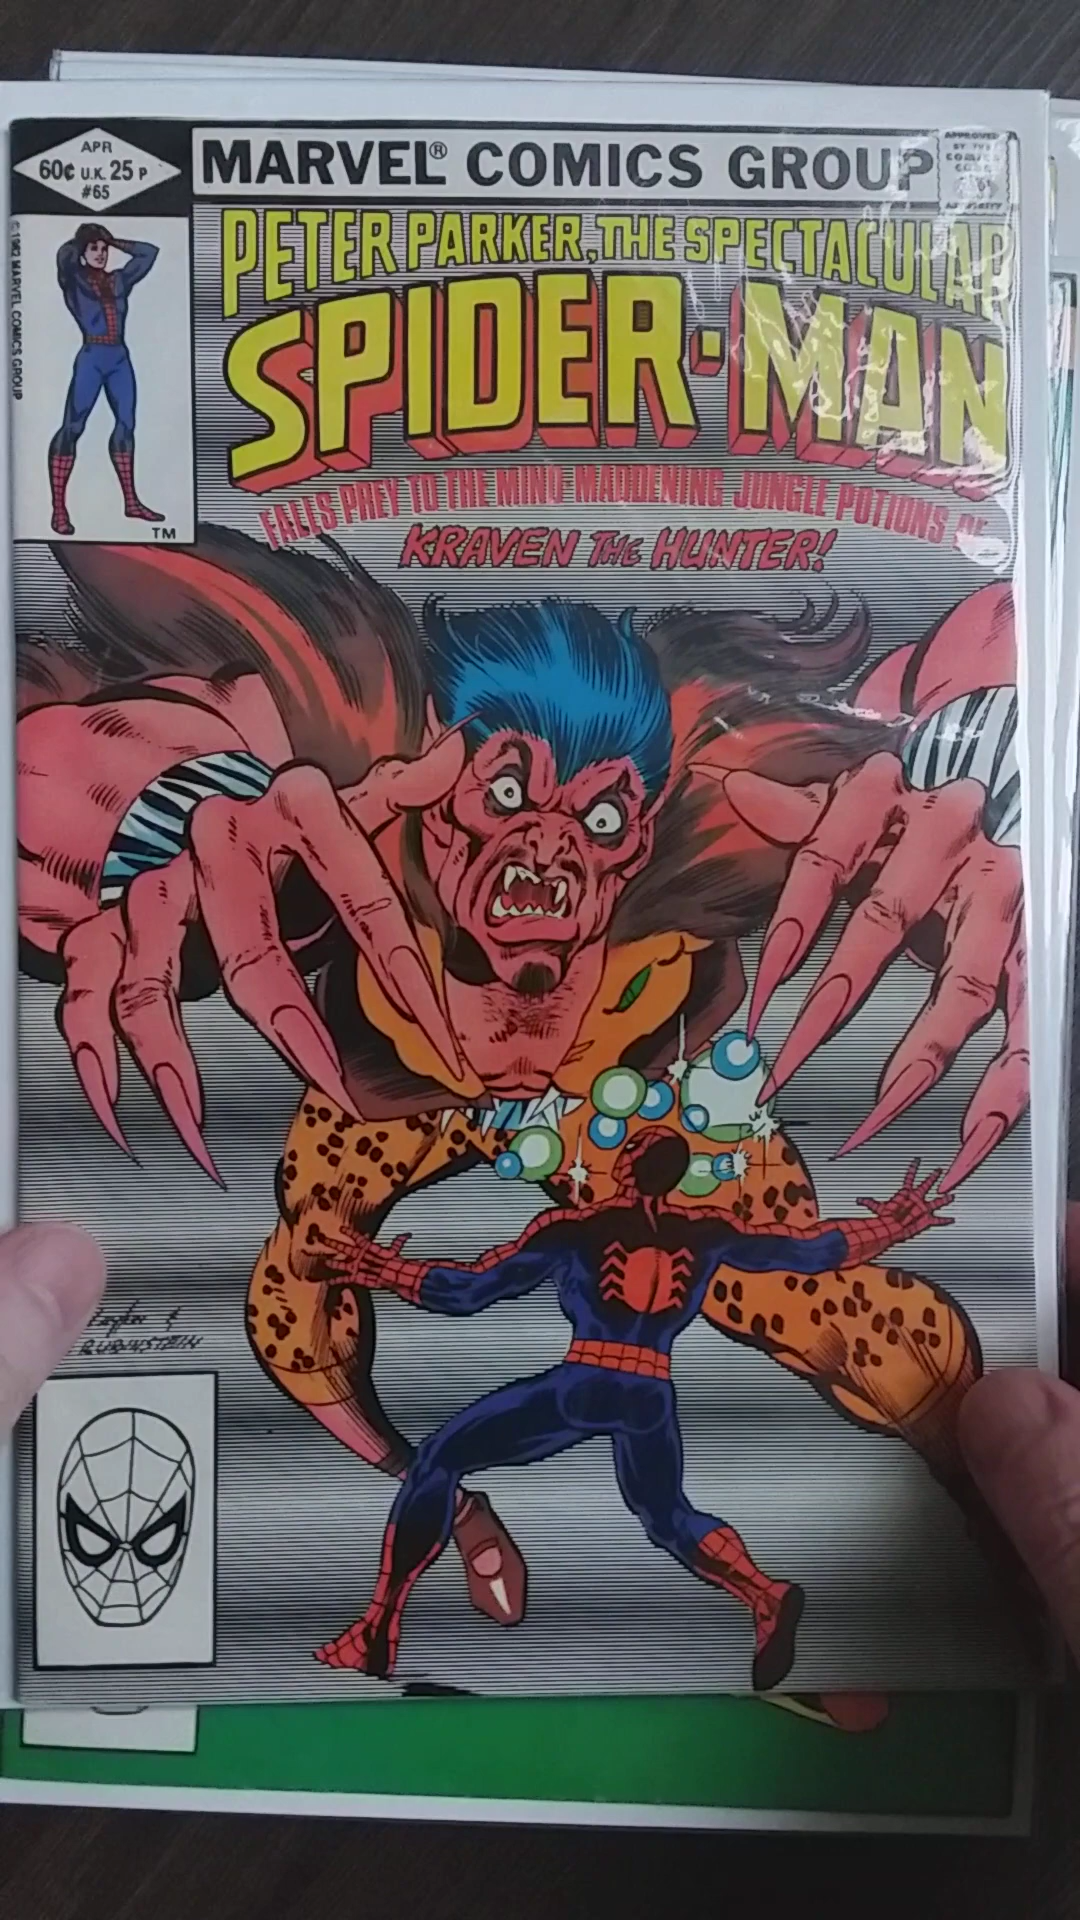 APR
60¢ U.K. 25 P
#65
MARVEL® COMICS GROUP
APPROVED
BY THE
COMICS
CODE
AUTHORITY
© 1982 MARVEL COMICS GROUP
PETER PARKER, THE SPECTACULAR
SPIDER-MAN
FALLS PREY TO THE MIND-MADDENING JUNGLE POTIONS OF
KRAVEN THE HUNTER!
TM
&
RUBINSTEIN